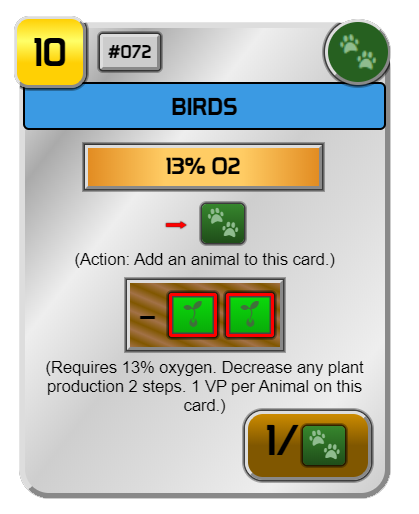 10
#072
BIRDS
13% O2
(Action: Add an animal to this card.)
-
(Requires 13% oxygen. Decrease any plant
production 2 steps. 1 VP per Animal on this
card.)
1/